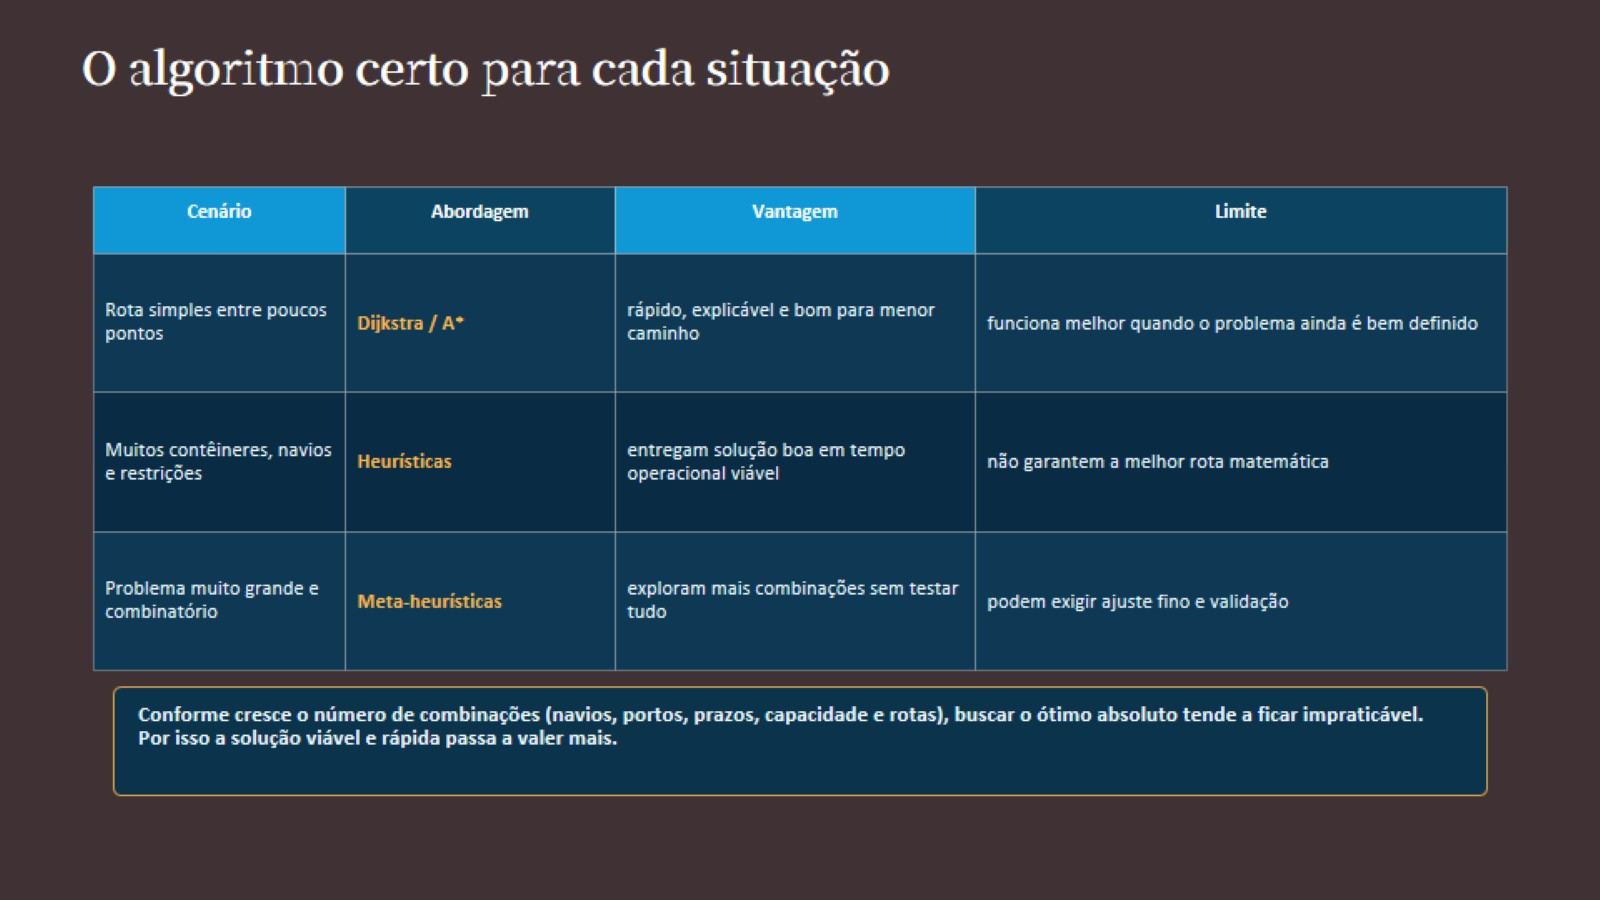 O algoritmo certo para cada situação
Cenário
Abordagem
Vantagem
Limite
Rota simples entre poucos
pontos
Dijkstra / A*
rápido, explicável e bom para menor
caminho
funciona melhor quando o problema ainda é bem definido
Muitos contêineres, navios
e restrições
Heurísticas
entregam solução boa em tempo
operacional viável
não garantem a melhor rota matemática
Problema muito grande e
combinatório
Meta-heurísticas
exploram mais combinações sem testar
tudo
podem exigir ajuste fino e validação
Conforme cresce o número de combinações (navios, portos, prazos, capacidade e rotas), buscar o ótimo absoluto tende a ficar impraticável.
Por isso a solução viável e rápida passa a valer mais.